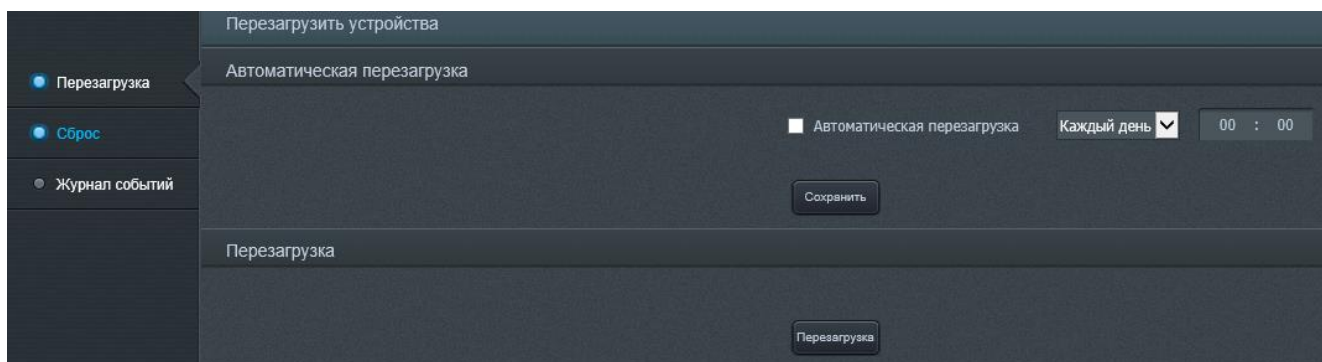 Перезагрузить устройства
Перезагрузка
Автоматическая перезагрузка
Сброс
Автоматическая перезагрузка Каждый день 00 : 00
Журнал событий
Сохранить
Перезагрузка
Перезагрузка